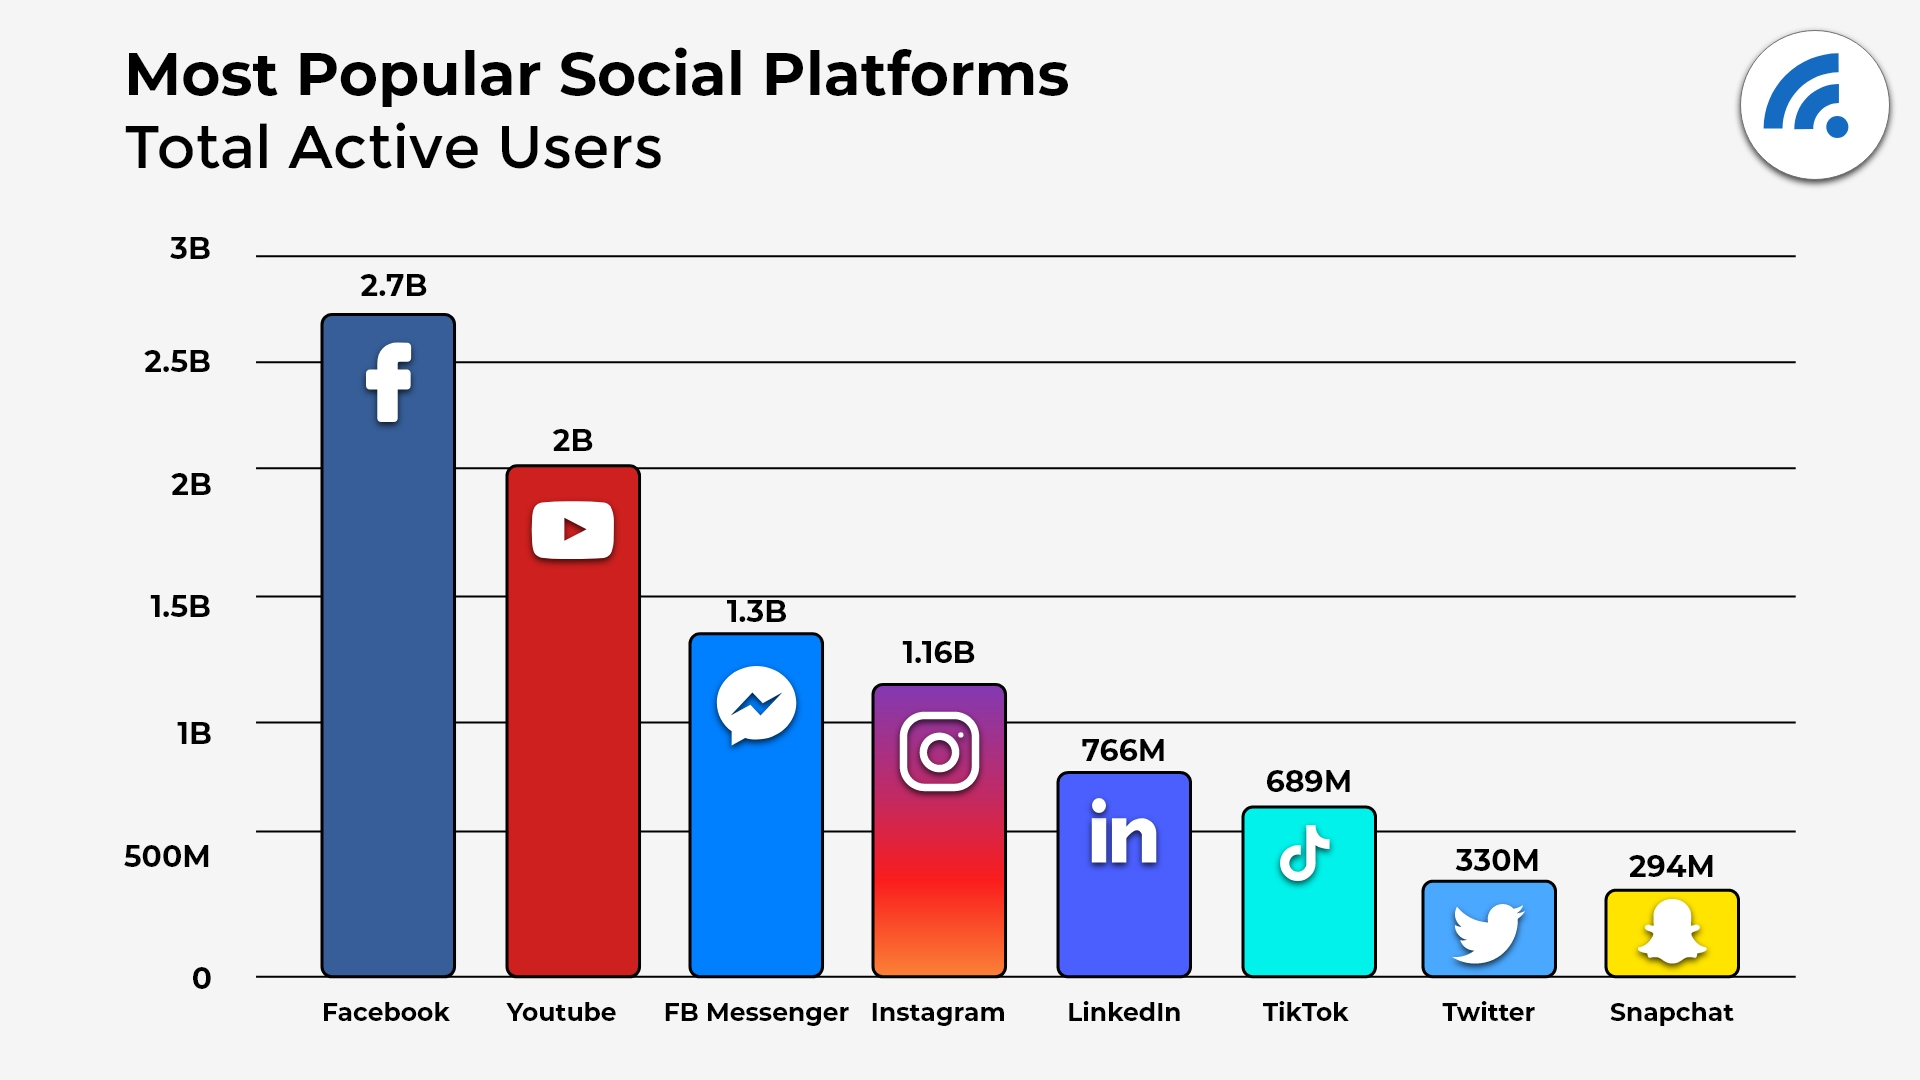 Most Popular Social Platforms
Total Active Users
3B
2.5B
2B
1.5B
1B
500M
0
2.7B
2B
1.3B
1.16B
766M
689M
330M
294M
in
Facebook
Youtube
FB Messenger
Instagram
LinkedIn
TikTok
Twitter
Snapchat